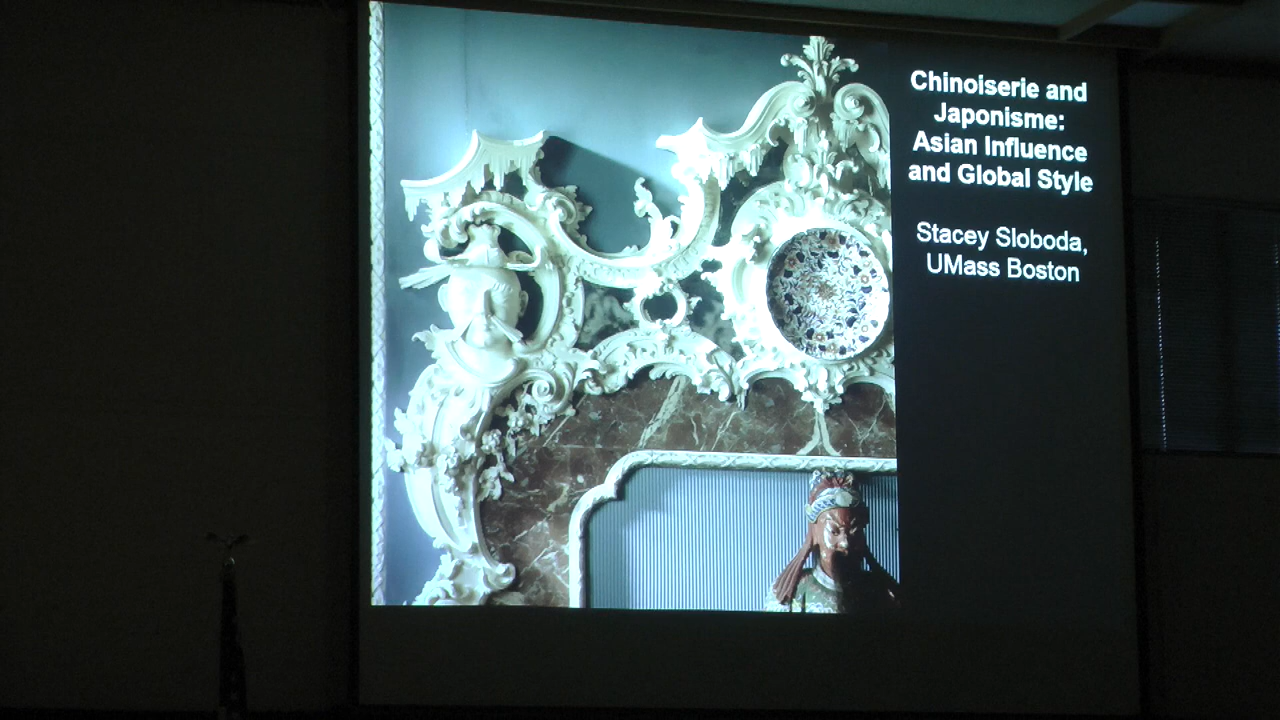 Chinoiserie and
Japonisme:
Asian Influence
and Global Style
Stacey Sloboda,
UMass Boston